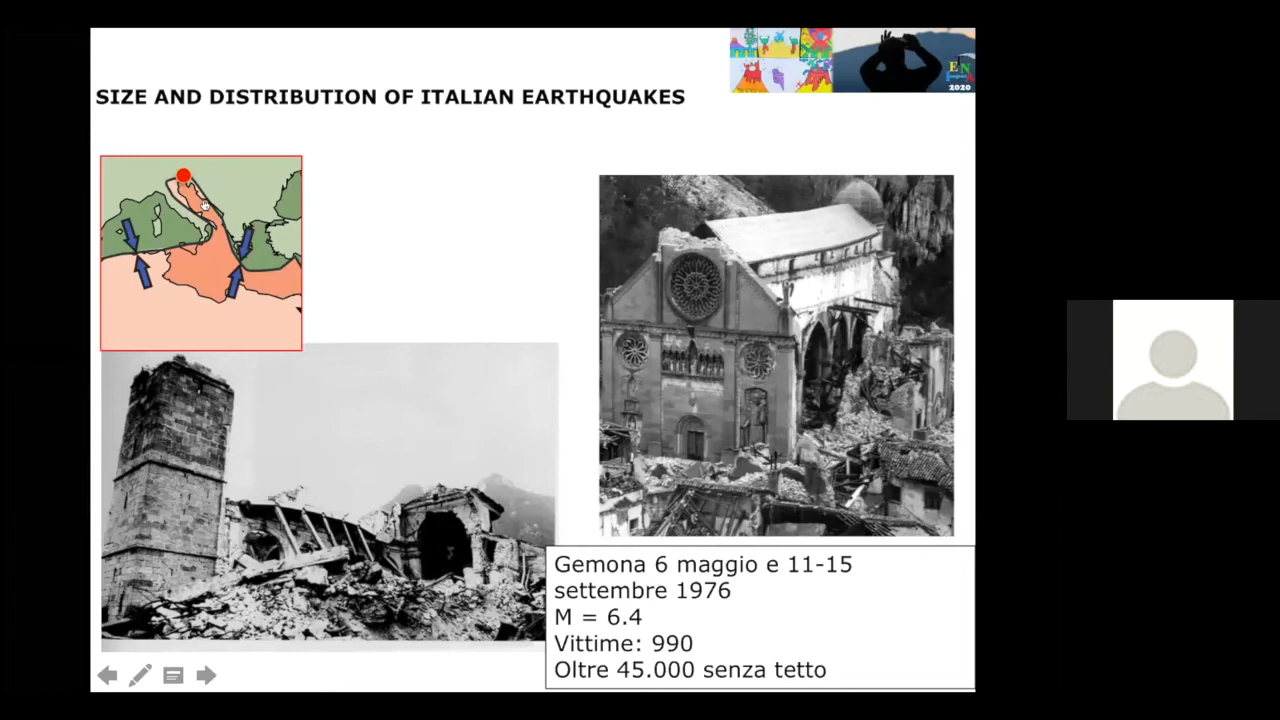 SIZE AND DISTRIBUTION OF ITALIAN EARTHQUAKES
2020
Gemona 6 maggio e 11-15
settembre 1976
M = 6.4
Vittime: 990
Oltre 45.000 senza tetto